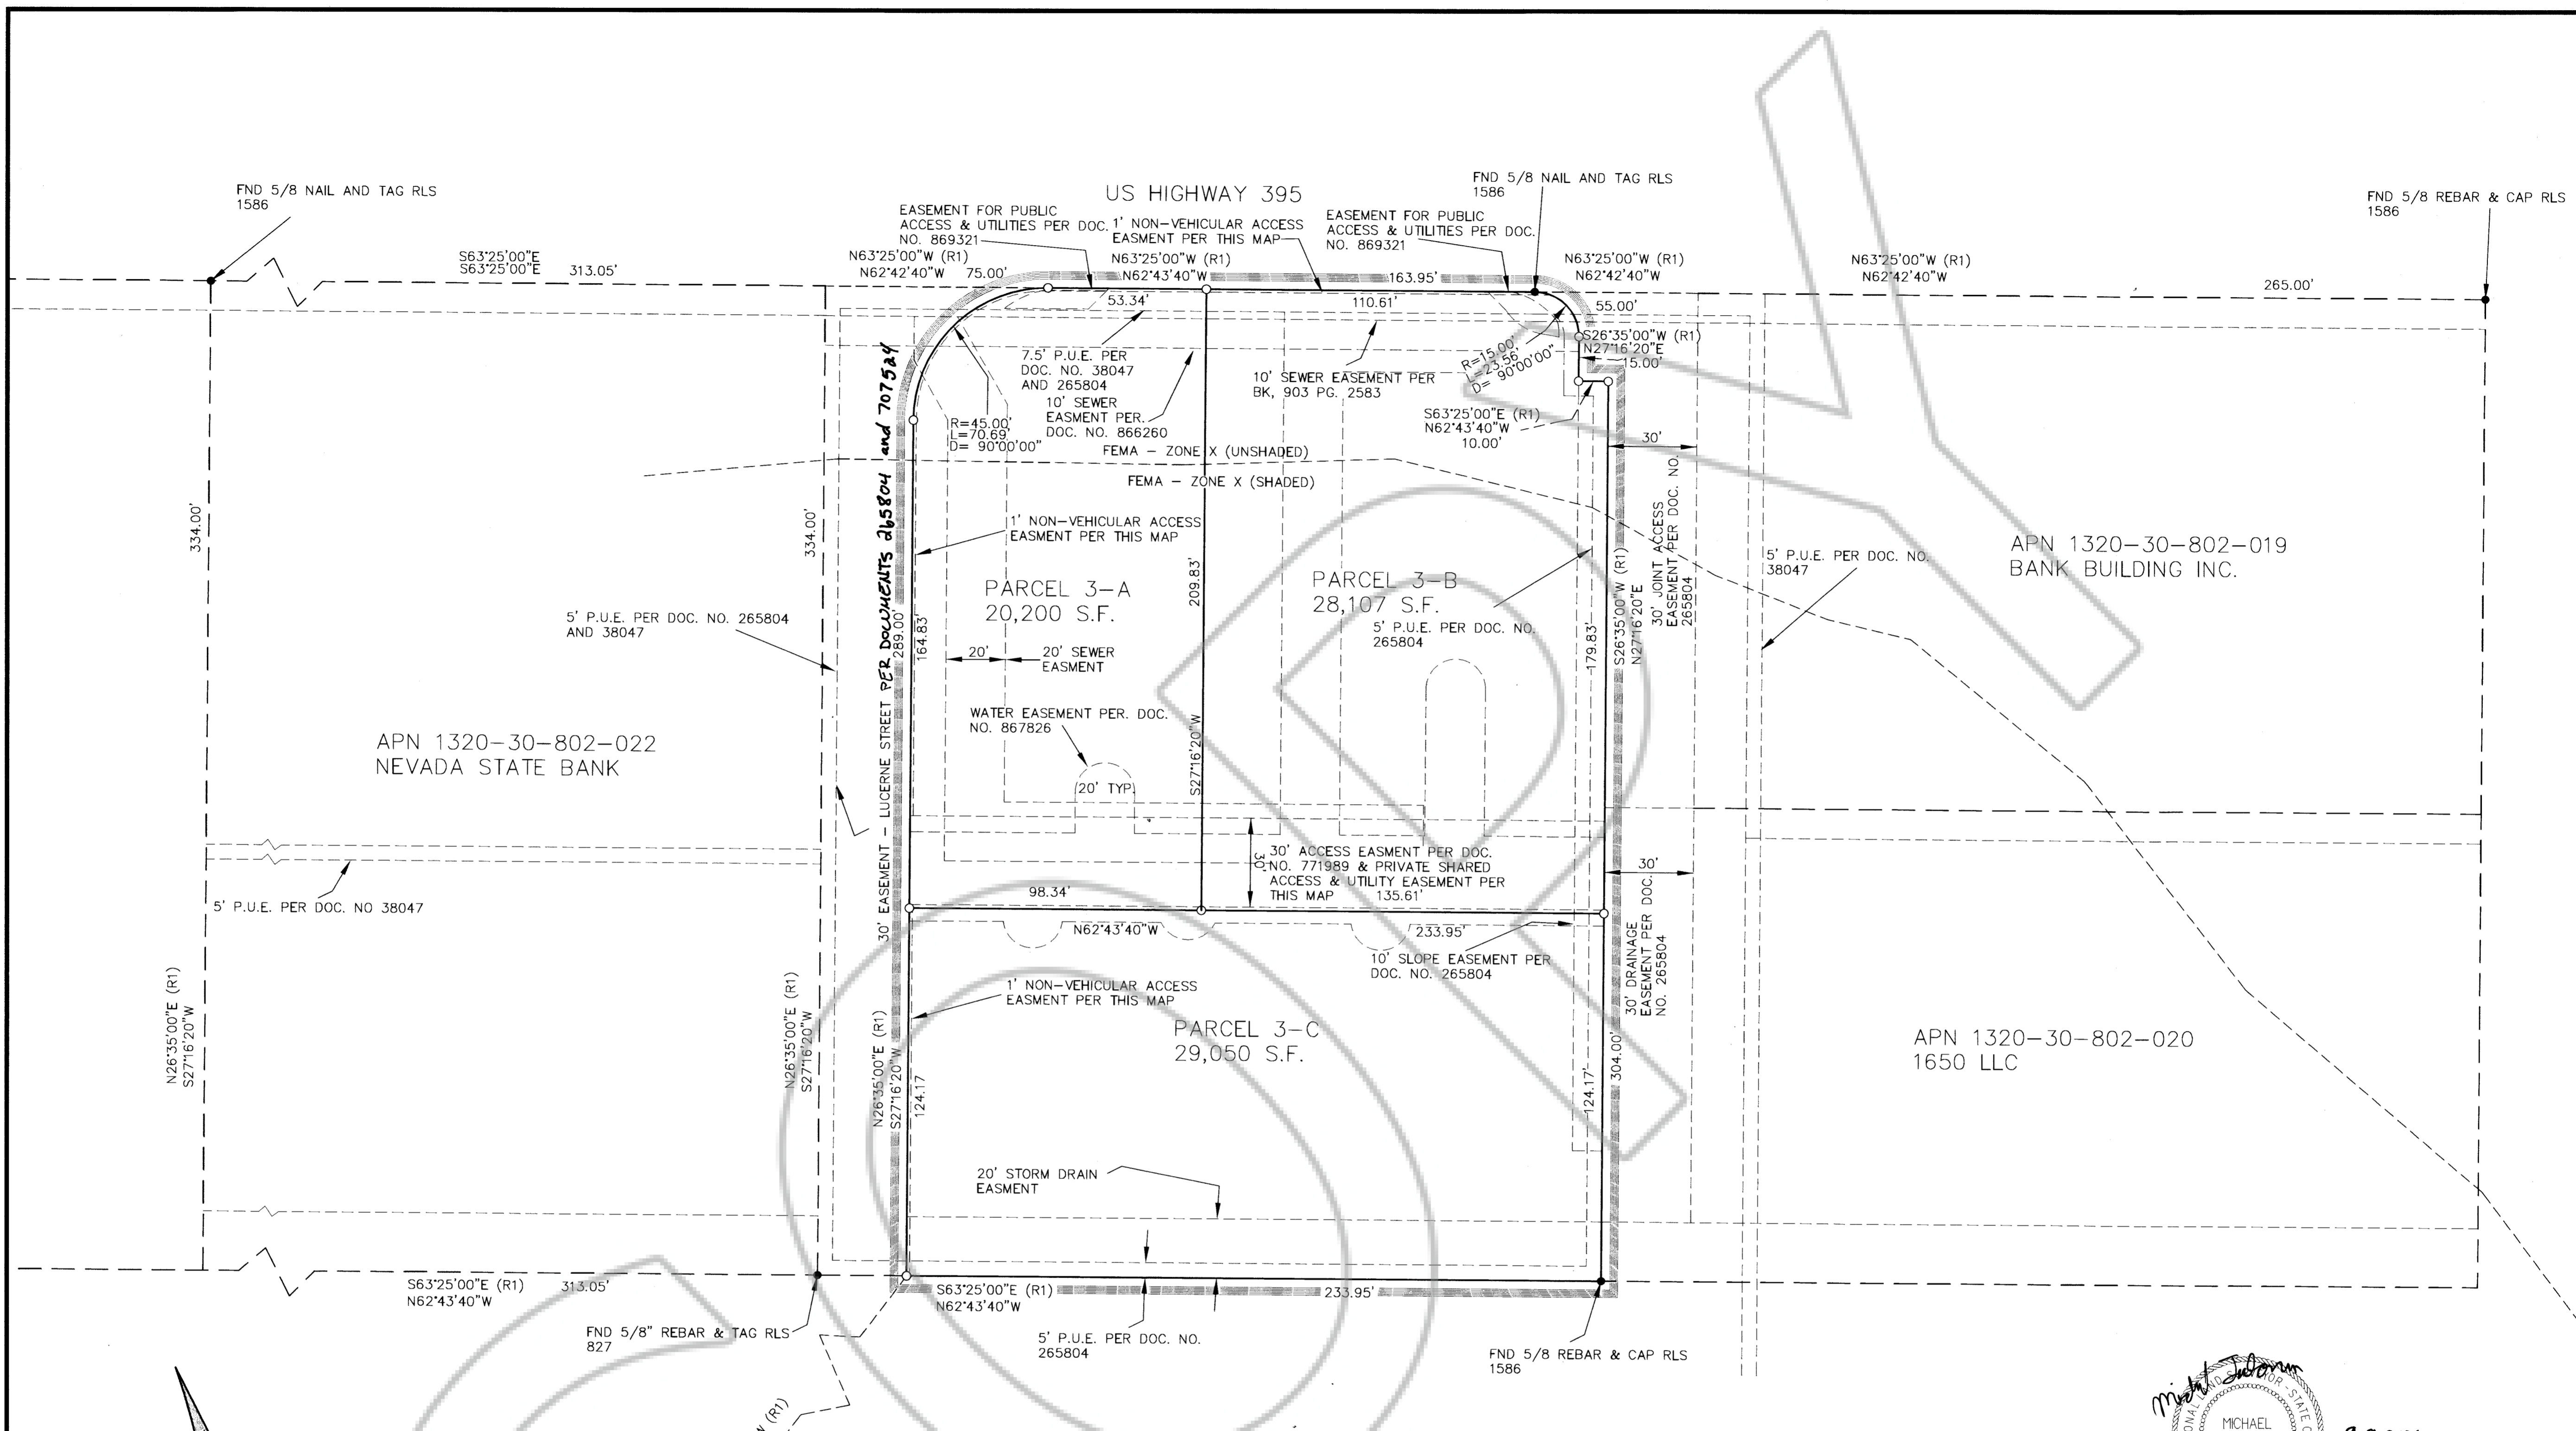 US HIGHWAY 395
FND 5/8 NAIL AND TAG RLS
1586
FND 5/8 NAIL AND TAG RLS
1586
FND 5/8 REBAR & CAP RLS
1586
EASEMENT FOR PUBLIC
ACCESS & UTILITIES PER DOC.
NO. 869321
1' NON-VEHICULAR ACCESS
EASMENT PER THIS MAP
EASEMENT FOR PUBLIC
ACCESS & UTILITIES PER DOC.
NO. 869321
S63°25'00"E
S63°25'00"E 313.05'
N63°25'00"W (R1)
N62°42'40"W 75.00'
N63°25'00"W (R1)
N62°43'40"W
163.95'
N63°25'00"W (R1)
N62°42'40"W
N63°25'00"W (R1)
N62°42'40"W
265.00'
53.34'
110.61'
55.00'
S26°35'00"W (R1)
N27°16'20"E
15.00'
R=15.00'
L=23.56'
D= 90°00'00"
7.5' P.U.E. PER
DOC. NO. 38047
AND 265804
10' SEWER
EASMENT PER.
DOC. NO. 866260
10' SEWER EASEMENT PER
BK, 903 PG. 2583
R=45.00'
L=70.69'
D= 90°00'00"
S63°25'00"E (R1)
N62°43'40"W
10.00'
30'
FEMA - ZONE X (UNSHADED)
FEMA - ZONE X (SHADED)
334.00'
334.00'
30' EASEMENT - LUCERNE STREET PER DOCUMENTS 265804 and 707524
289.00'
164.83'
1' NON-VEHICULAR ACCESS
EASMENT PER THIS MAP
PARCEL 3-A
20,200 S.F.
209.83'
S27°16'20"W
PARCEL 3-B
28,107 S.F.
5' P.U.E. PER DOC. NO.
265804
179.83'
S26°35'00"W (R1)
N27°16'20"E
30' JOINT ACCESS
EASEMENT PER DOC. NO.
265804
5' P.U.E. PER DOC. NO.
38047
APN 1320-30-802-019
BANK BUILDING INC.
5' P.U.E. PER DOC. NO. 265804
AND 38047
20'
20' SEWER
EASMENT
WATER EASEMENT PER. DOC.
NO. 867826
20' TYP.
APN 1320-30-802-022
NEVADA STATE BANK
5' P.U.E. PER DOC. NO 38047
30'
30' ACCESS EASMENT PER DOC.
NO. 771989 & PRIVATE SHARED
ACCESS & UTILITY EASEMENT PER
THIS MAP 135.61'
98.34'
N62°43'40"W
233.95'
10' SLOPE EASEMENT PER
DOC. NO. 265804
30'
30' DRAINAGE
EASEMENT PER DOC.
NO. 265804
1' NON-VEHICULAR ACCESS
EASMENT PER THIS MAP
PARCEL 3-C
29,050 S.F.
APN 1320-30-802-020
1650 LLC
N26°35'00"E (R1)
S27°16'20"W
N26°35'00"E (R1)
S27°16'20"W
N26°35'00"E (R1)
S27°16'20"W
124.17
124.17'
304.00'
20' STORM DRAIN
EASMENT
S63°25'00"E (R1) 313.05'
N62°43'40"W
S63°25'00"E (R1)
N62°43'40"W
233.95'
FND 5/8" REBAR & TAG RLS
827
5' P.U.E. PER DOC. NO.
265804
FND 5/8 REBAR & CAP RLS
1586
W (R1)
MICHAEL
COPY